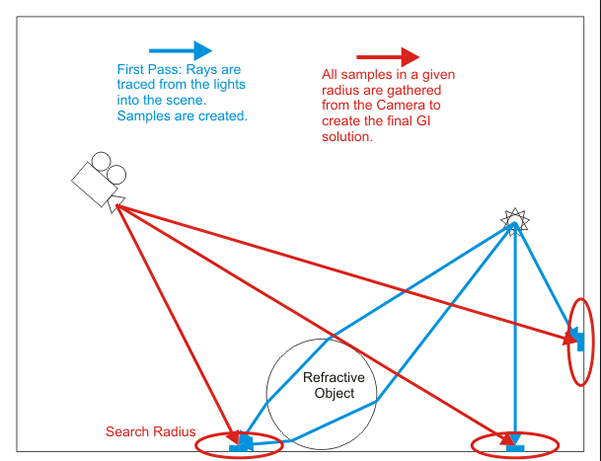 First Pass: Rays are
traced from the lights
into the scene.
Samples are created.
All samples in a given
radius are gathered
from the Camera to
create the final GI
solution.
Refractive
Object
Search Radius